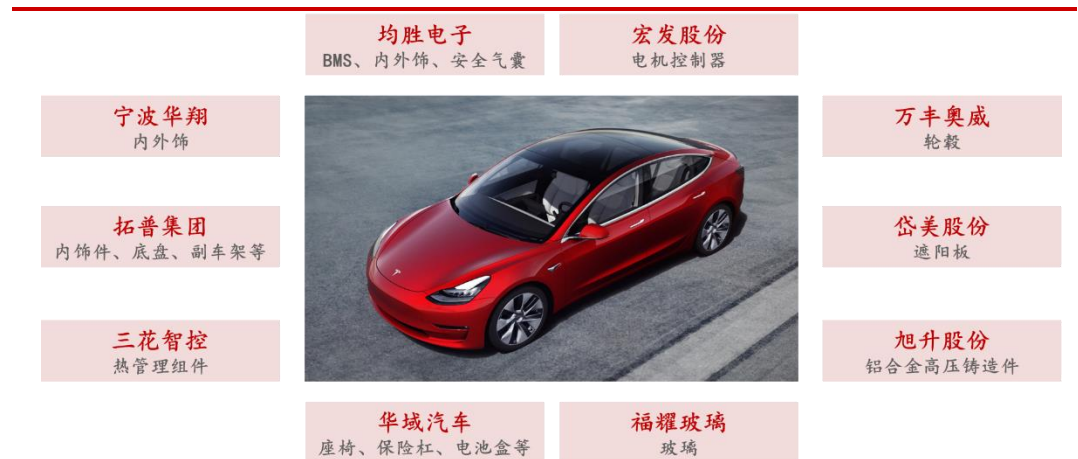 均胜电子
BMS、内外饰、安全气囊
宏发股份
电机控制器
宁波华翔
内外饰
万丰奥威
轮毂
拓普集团
内饰件、底盘、副车架等
岱美股份
遮阳板
三花智控
热管理组件
旭升股份
铝合金高压铸造件
华域汽车
座椅、保险杠、电池盒等
福耀玻璃
玻璃